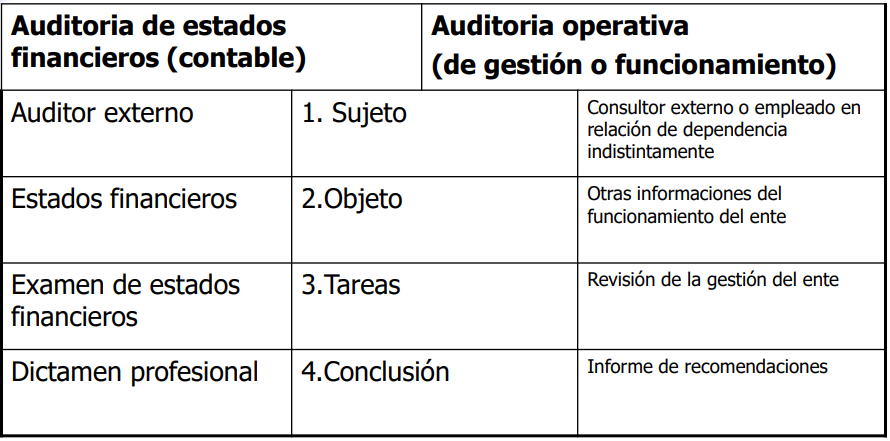 Auditoria de estados
financieros (contable)
Auditoria operativa
(de gestión o funcionamiento)
Auditor externo
1. Sujeto
Consultor externo o empleado en
relación de dependencia
indistintamente
Estados financieros
2.Objeto
Otras informaciones del
funcionamiento del ente
Examen de estados
financieros
3.Tareas
Revisión de la gestión del ente
Dictamen profesional
4.Conclusión
Informe de recomendaciones